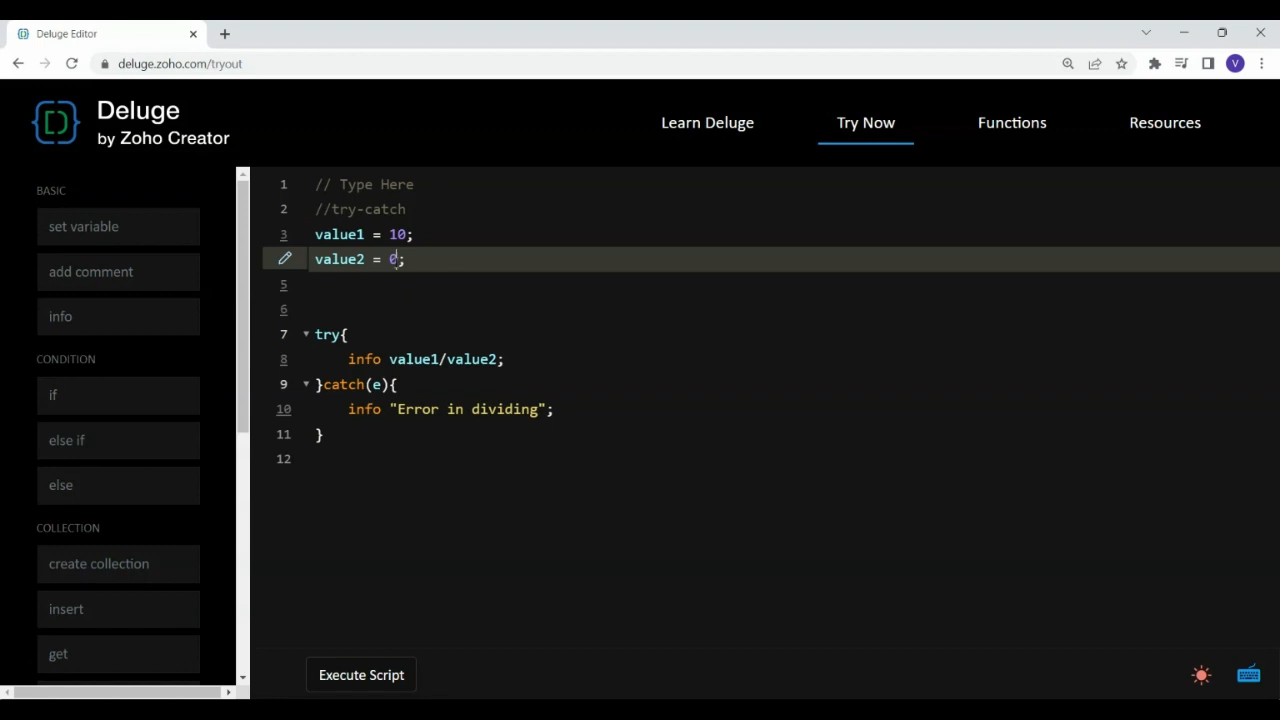 Deluge Editor
deluge.zoho.com/tryout
V
Deluge
by Zoho Creator
Learn Deluge
Try Now
Functions
Resources
BASIC
set variable
add comment
info
CONDITION
if
else if
else
COLLECTION
create collection
insert
get
1 // Type Here
2 //try-catch
3 value1 = 10;
value2 = 0;
5
6
7 try{
8 info value1/value2;
9 }catch(e){
10 info "Error in dividing";
11 }
12
Execute Script